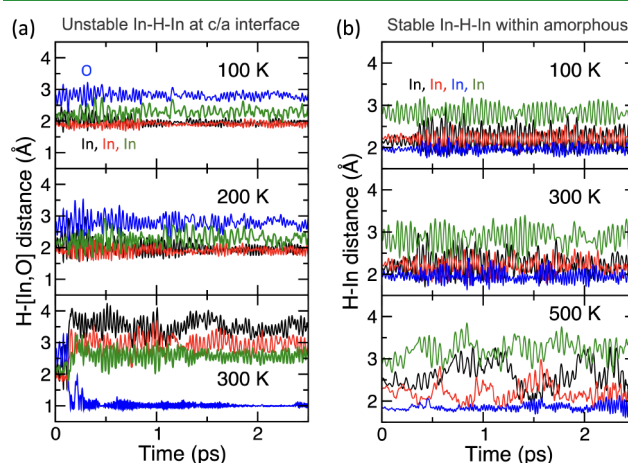 (a) Unstable In-H-In at c/a interface
O
100 K
In, In, In
200 K
300 K
4
3
2
1
4
3
2
1
4
3
2
1
H-[In,O] distance (Å)
0 1 2
Time (ps)
(b) Stable In-H-In within amorphous
100 K
In, In, In, In
300 K
500 K
4
3
2
4
3
2
4
3
2
H-In distance (Å)
0 1 2
Time (ps)